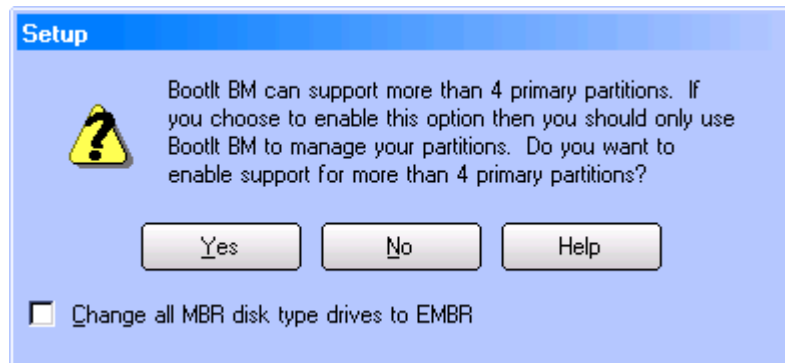 Setup
BootIt BM can support more than 4 primary partitions.  If
you choose to enable this option then you should only use
BootIt BM to manage your partitions.  Do you want to
enable support for more than 4 primary partitions?
Yes
No
Help
Change all MBR disk type drives to EMBR